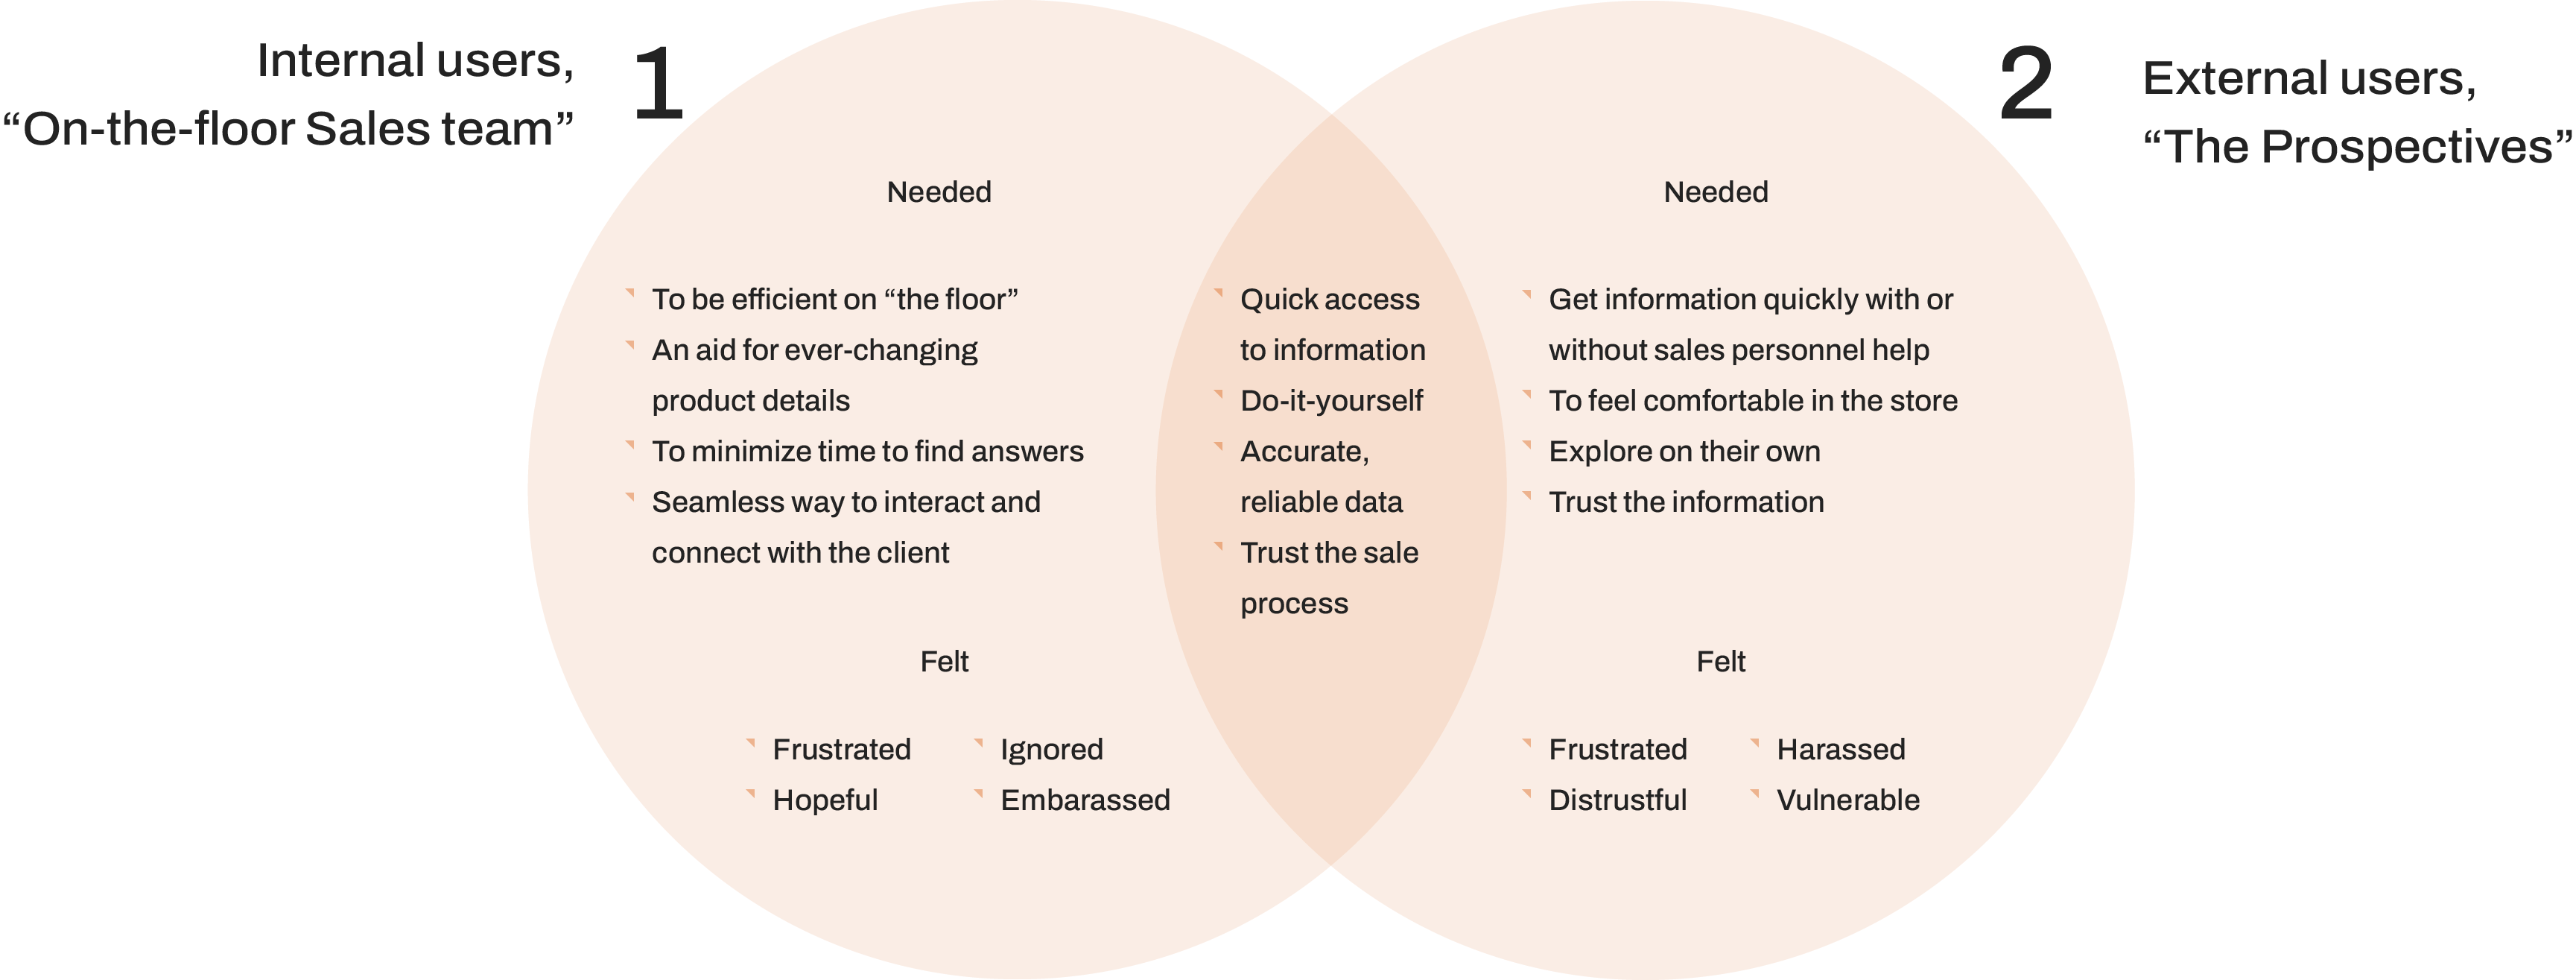 Internal users,
“On-the-floor Sales team”
1
Needed
To be efficient on “the floor”
An aid for ever-changing
product details
To minimize time to find answers
Seamless way to interact and
connect with the client
Felt
Frustrated
Hopeful
Ignored
Embarassed
Quick access
to information
Do-it-yourself
Accurate,
reliable data
Trust the sale
process
2
External users,
“The Prospectives”
Needed
Get information quickly with or
without sales personnel help
To feel comfortable in the store
Explore on their own
Trust the information
Felt
Frustrated
Distrustful
Harassed
Vulnerable